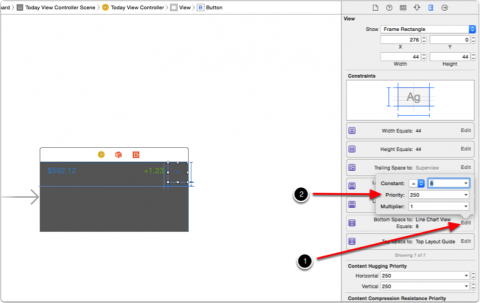 Today View Controller Scene
Today View Controller
View
B Button
View
Show
Frame Rectangle
276
0
X
Y
44
44
Width
Height
Constraints
Ag
Width Equals: 44
Edit
Height Equals: 44
Edit
Trailing Space to: Superview
$592.12
+1.23
Constant:
=
8
Priority:
250
Multiplier:
1
2
Bottom Space to: Line Chart View
Equals: 8
Edit
1
Top Space to: Top Layout Guide
Edit
Showing 7 of 7
Content Hugging Priority
Horizontal
250
Vertical
250
Content Compression Resistance Priority